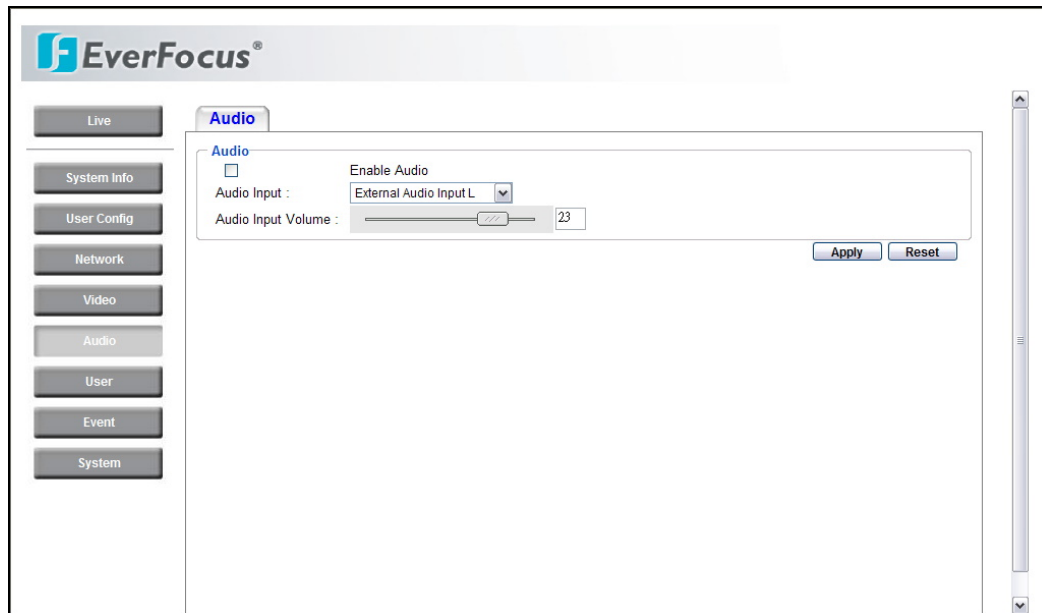 EverFocus®
Live
System Info
User Config
Network
Video
Audio
User
Event
System
Audio
Audio
Enable Audio
Audio Input : External Audio Input L
Audio Input Volume : 23
Apply Reset